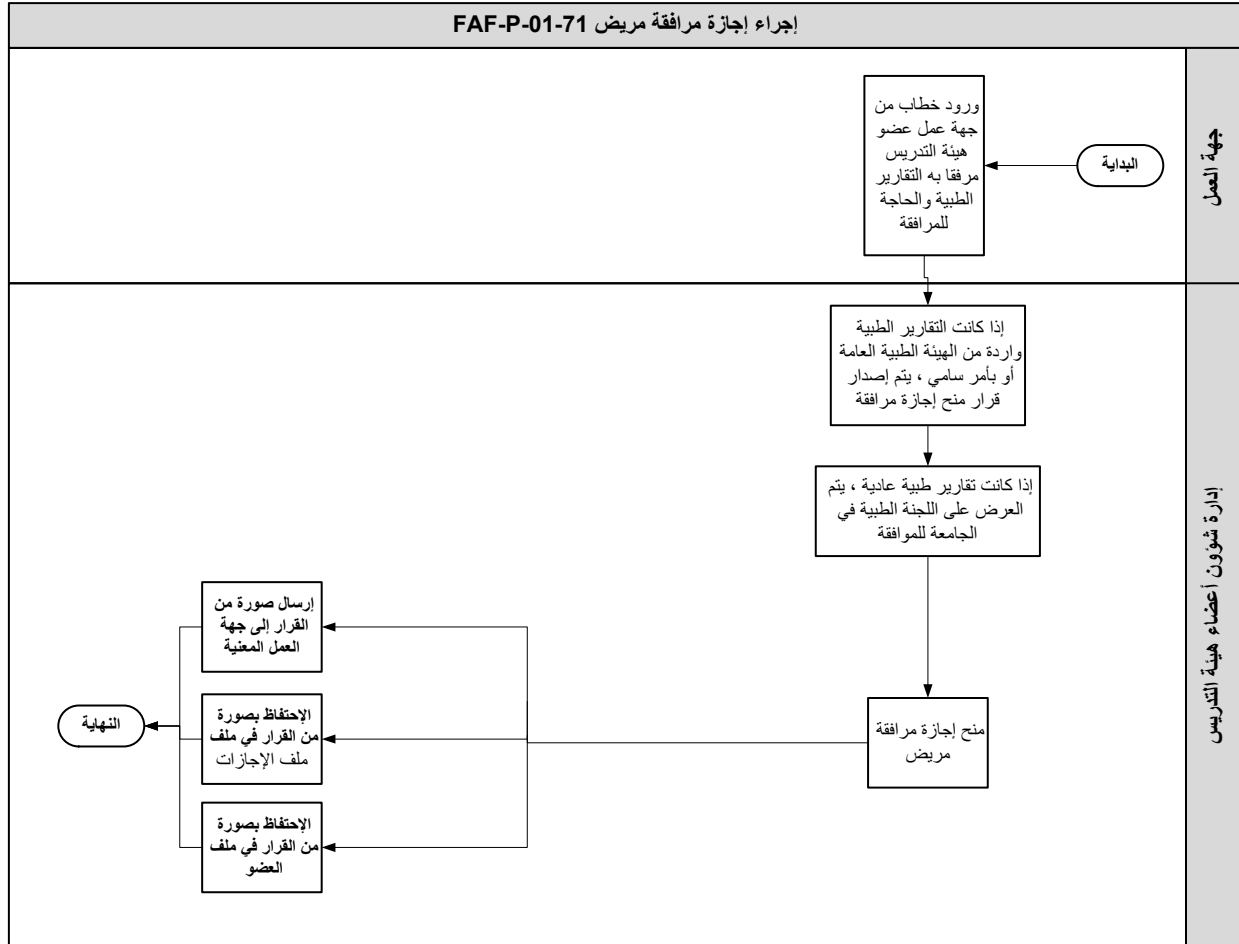 إجراء إجازة مرافقة مريض FAF-P-01-71
جهة العمل
البداية
ورود خطاب من
جهة عمل عضو
هيئة التدريس
مرفقا به التقارير
الطبية والحاجة
للمرافقة
إدارة شؤون أعضاء هيئة التدريس
إذا كانت التقارير الطبية
واردة من الهيئة الطبية العامة
أو بأمر سامي ، يتم إصدار
قرار منح إجازة مرافقة
إذا كانت تقارير طبية عادية ، يتم
العرض على اللجنة الطبية في
الجامعة للموافقة
منح إجازة مرافقة
مريض
إرسال صورة من
القرار إلى جهة
العمل المعنية
الإحتفاظ بصورة
من القرار في ملف
ملف الإجازات
الإحتفاظ بصورة
من القرار في ملف
العضو
النهاية